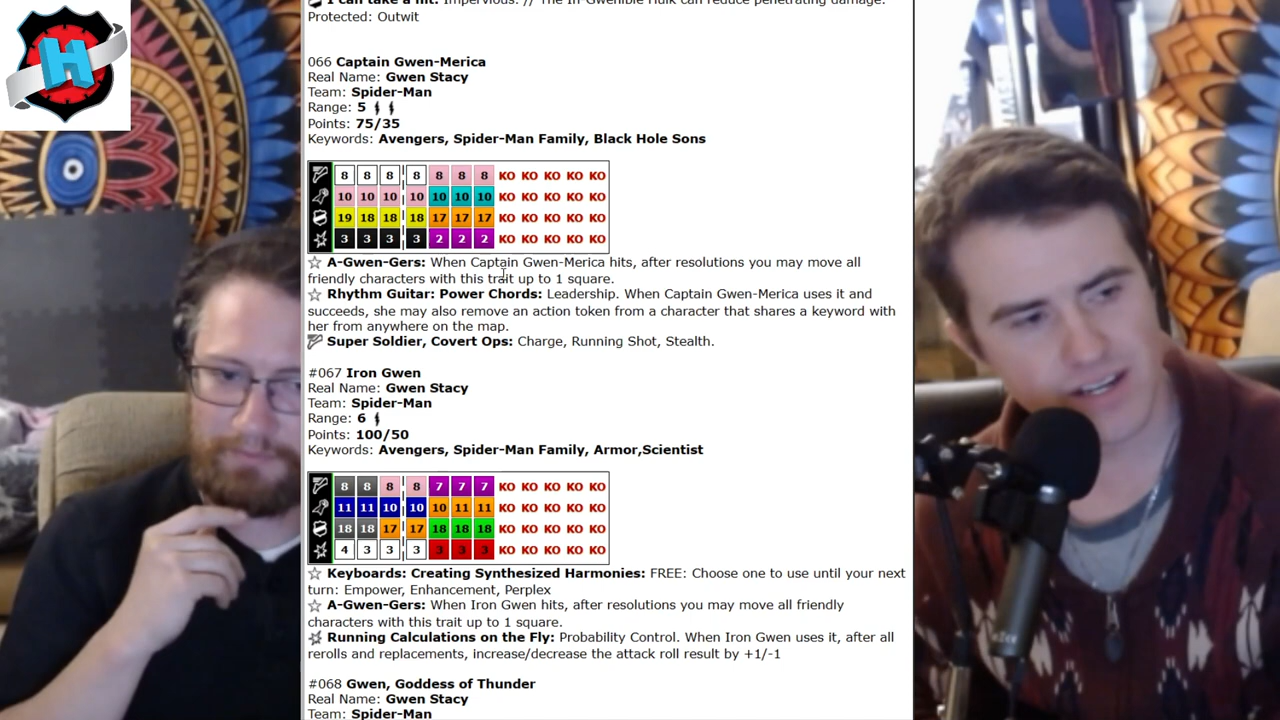 H
I can take a hit: Impervious. // The In-Gwenible Hulk can reduce penetrating damage.
Protected: Outwit
066 Captain Gwen-Merica
Real Name: Gwen Stacy
Team: Spider-Man
Range: 5
Points: 75/35
Keywords: Avengers, Spider-Man Family, Black Hole Sons
8 8 8 8 8 8 8 KO KO KO KO KO
10 10 10 10 10 10 10 KO KO KO KO KO
19 18 18 18 17 17 17 KO KO KO KO KO
3 3 3 3 2 2 2 KO KO KO KO KO
A-Gwen-Gers: When Captain Gwen-Merica hits, after resolutions you may move all
friendly characters with this trait up to 1 square.
Rhythm Guitar: Power Chords: Leadership. When Captain Gwen-Merica uses it and
succeeds, she may also remove an action token from a character that shares a keyword with
her from anywhere on the map.
Super Soldier, Covert Ops: Charge, Running Shot, Stealth.
#067 Iron Gwen
Real Name: Gwen Stacy
Team: Spider-Man
Range: 6
Points: 100/50
Keywords: Avengers, Spider-Man Family, Armor,Scientist
8 8 8 8 7 7 7 KO KO KO KO KO
11 11 10 10 10 11 11 KO KO KO KO KO
18 18 17 17 18 18 18 KO KO KO KO KO
4 3 3 3 3 3 3 KO KO KO KO KO
Keyboards: Creating Synthesized Harmonies: FREE: Choose one to use until your next
turn: Empower, Enhancement, Perplex
A-Gwen-Gers: When Iron Gwen hits, after resolutions you may move all friendly
characters with this trait up to 1 square.
Running Calculations on the Fly: Probability Control. When Iron Gwen uses it, after all
rerolls and replacements, increase/decrease the attack roll result by +1/-1
#068 Gwen, Goddess of Thunder
Real Name: Gwen Stacy
Team: Spider-Man